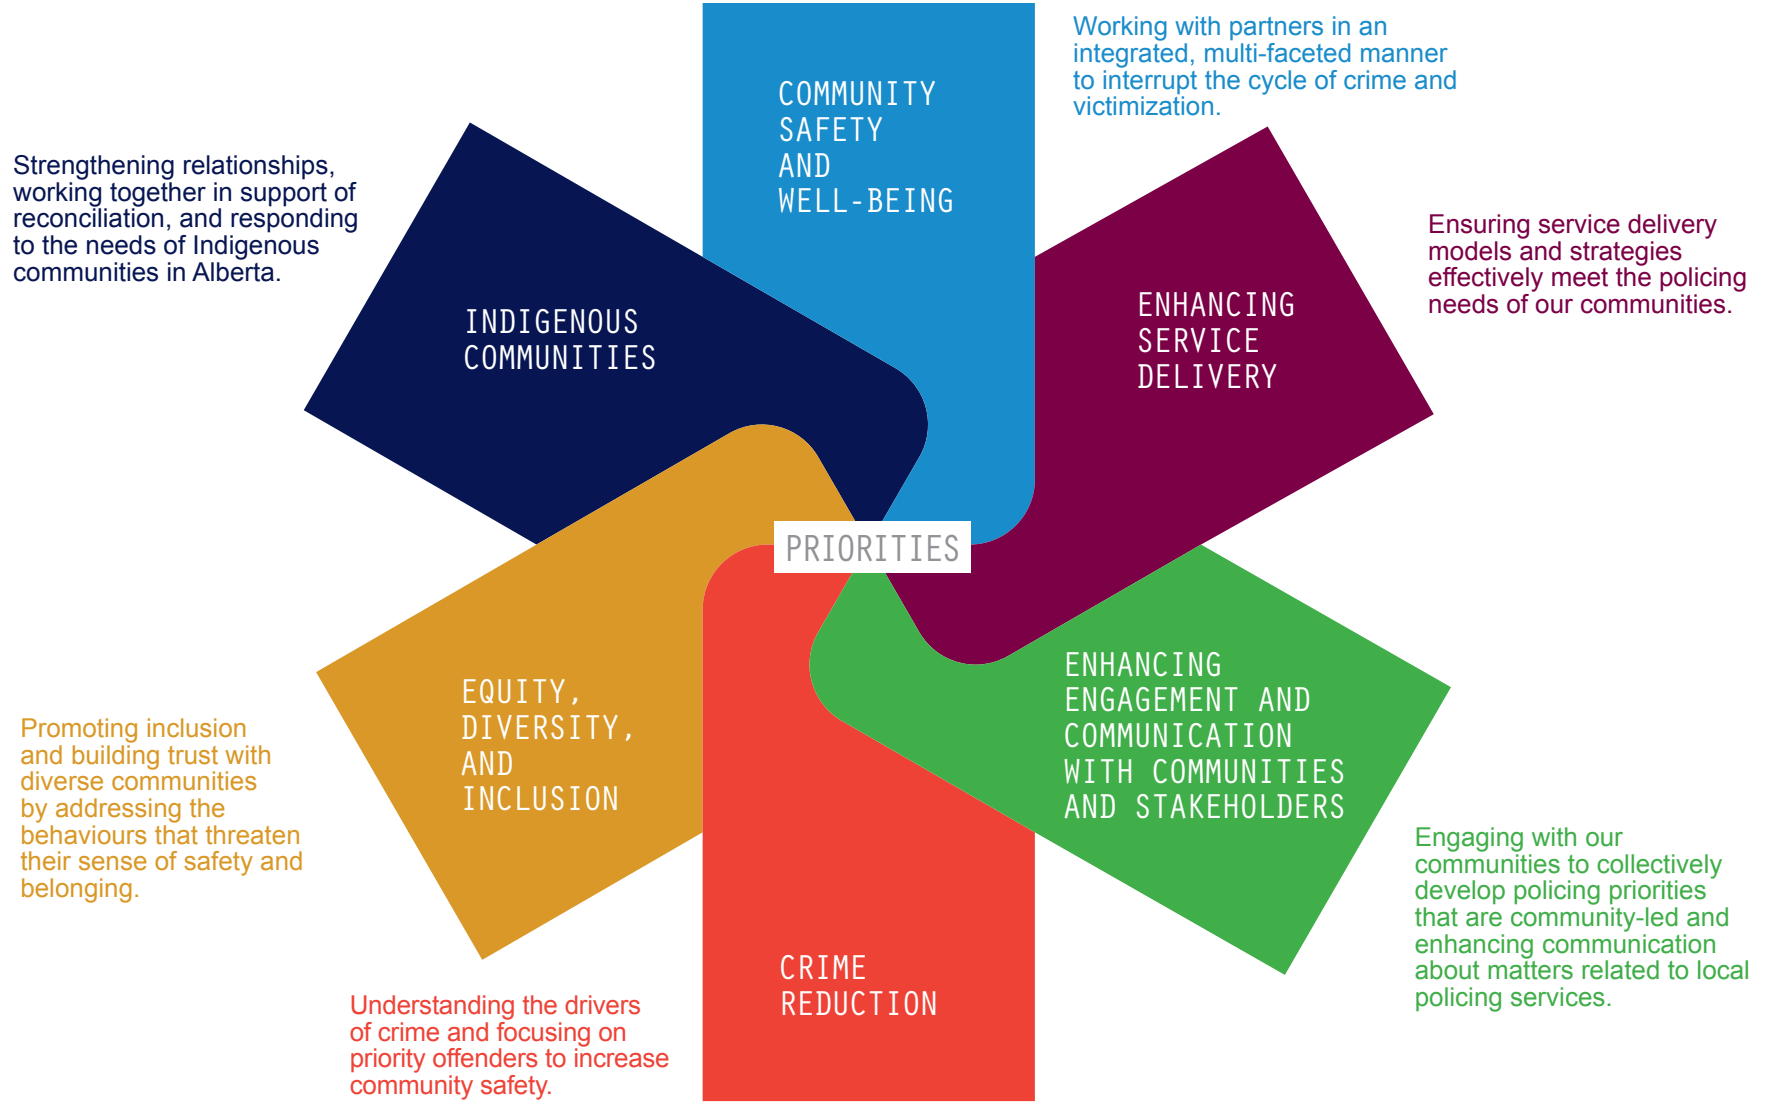 COMMUNITY
SAFETY
AND
WELL-BEING
Working with partners in an
integrated, multi-faceted manner
to interrupt the cycle of crime and
victimization.
ENHANCING
SERVICE
DELIVERY
Ensuring service delivery
models and strategies
effectively meet the policing
needs of our communities.
ENHANCING
ENGAGEMENT AND
COMMUNICATION
WITH COMMUNITIES
AND STAKEHOLDERS
Engaging with our
communities to collectively
develop policing priorities
that are community-led and
enhancing communication
about matters related to local
policing services.
CRIME
REDUCTION
Understanding the drivers
of crime and focusing on
priority offenders to increase
community safety.
EQUITY,
DIVERSITY,
AND
INCLUSION
Promoting inclusion
and building trust with
diverse communities
by addressing the
behaviours that threaten
their sense of safety and
belonging.
INDIGENOUS
COMMUNITIES
Strengthening relationships,
working together in support of
reconciliation, and responding
to the needs of Indigenous
communities in Alberta.
PRIORITIES